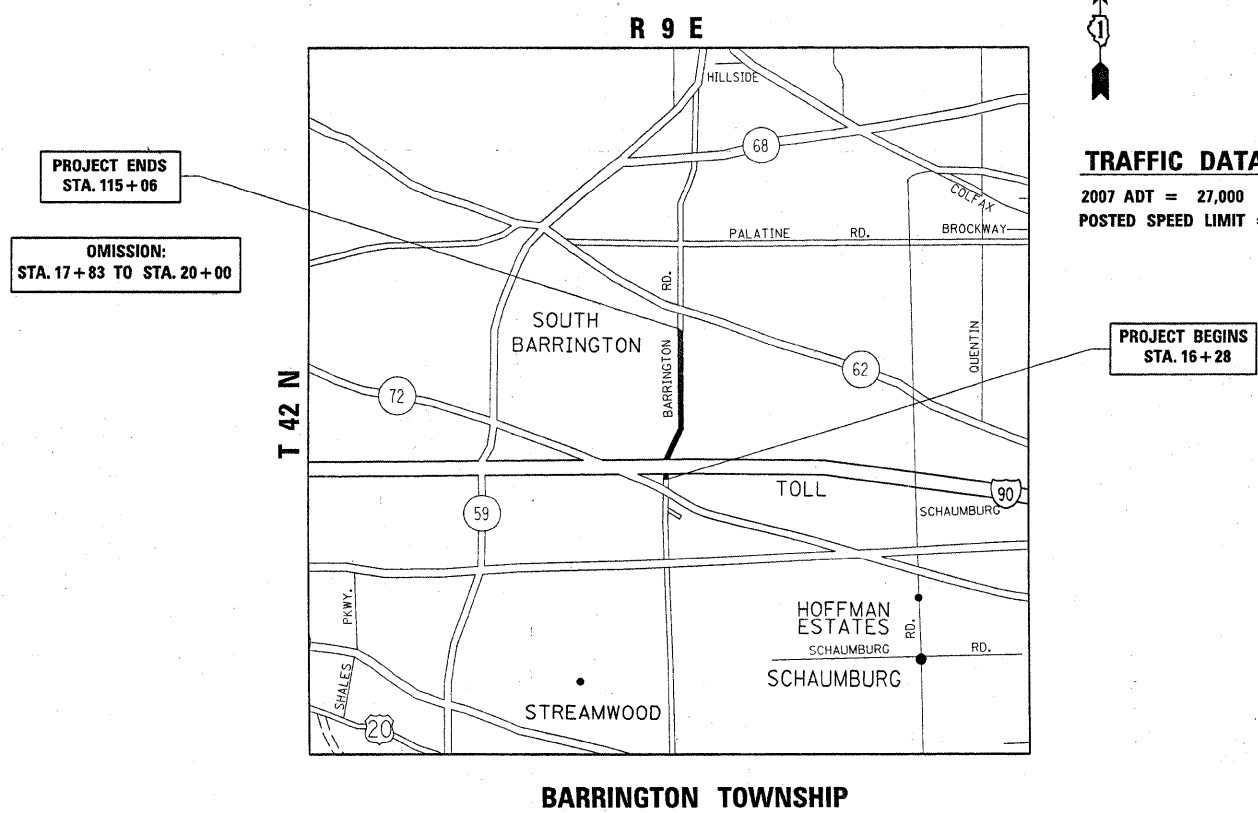 R 9 E
1
HILLSIDE
68
PROJECT ENDS
STA. 115+06
TRAFFIC DATA
2007 ADT = 27,000
POSTED SPEED LIMIT =
COLFAX
PALATINE RD.
BROCKWAY
OMISSION:
STA. 17+83 TO STA. 20+00
RD.
SOUTH
BARRINGTON
BARRINGTON
QUENTIN
PROJECT BEGINS
STA. 16+28
62
72
T 42 N
TOLL
90
SCHAUMBURG
59
PKWY.
HOFFMAN
ESTATES
RD.
SCHAUMBURG RD.
SCHAUMBURG
SHALES
STREAMWOOD
20
BARRINGTON TOWNSHIP